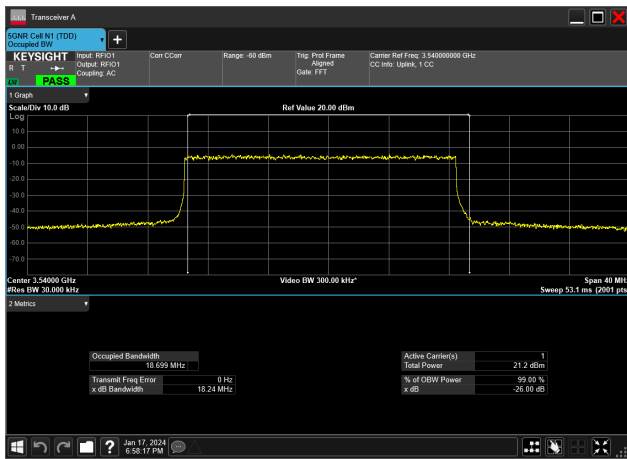 Transceiver A
5GNR Cell N1 (TDD)
Occupied BW
KEYSIGHT
R T
LNI
PASS
Input: RFIO1
Output: RFIO1
Coupling: AC
Corr CCorr
Range: -60 dBm
Trig: Prot Frame
Aligned
Gate: FFT
Carrier Ref Freq: 3.540000000 GHz
CC Info: Uplink, 1 CC
1 Graph
Scale/Div 10.0 dB
Ref Value 20.00 dBm
Log
10.0
0.00
-10.0
-20.0
-30.0
-40.0
-50.0
-60.0
-70.0
Center 3.54000 GHz
Video BW 300.00 kHz*
Span 40 MH
#Res BW 30.000 kHz
Sweep 53.1 ms (2001 pts
2 Metrics
Occupied Bandwidth
18.699 MHz
Transmit Freq Error 0 Hz
x dB Bandwidth 18.24 MHz
Active Carrier(s) 1
Total Power 21.2 dBm
% of OBW Power 99.00 %
x dB -26.00 dB
Jan 17, 2024
6:58:17 PM